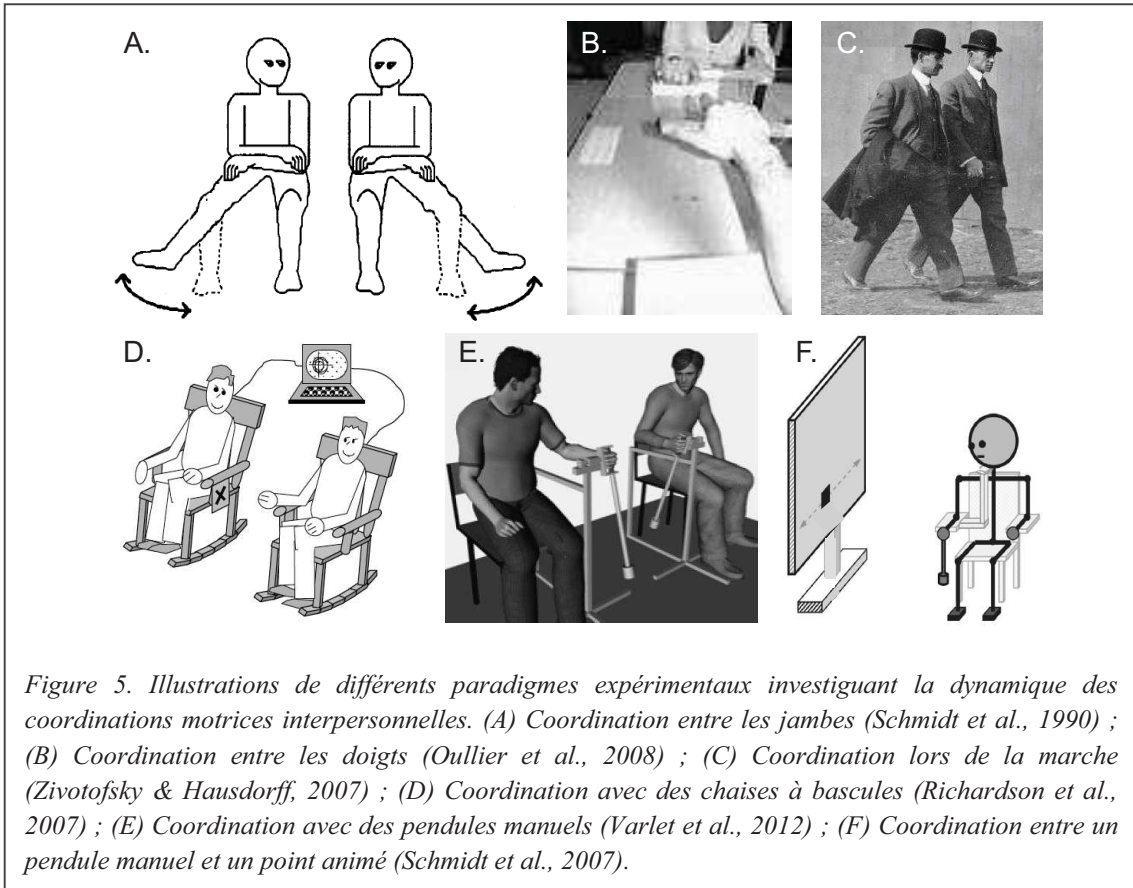 A.
B.
C.
D.
E.
F.
X
Figure 5. Illustrations de différents paradigmes expérimentaux investiguant la dynamique des
coordinations motrices interpersonnelles. (A) Coordination entre les jambes (Schmidt et al., 1990) ;
(B) Coordination entre les doigts (Oullier et al., 2008) ; (C) Coordination lors de la marche
(Zivotofsky & Hausdorff, 2007) ; (D) Coordination avec des chaises à bascules (Richardson et al.,
2007) ; (E) Coordination avec des pendules manuels (Varlet et al., 2012) ; (F) Coordination entre un
pendule manuel et un point animé (Schmidt et al., 2007).